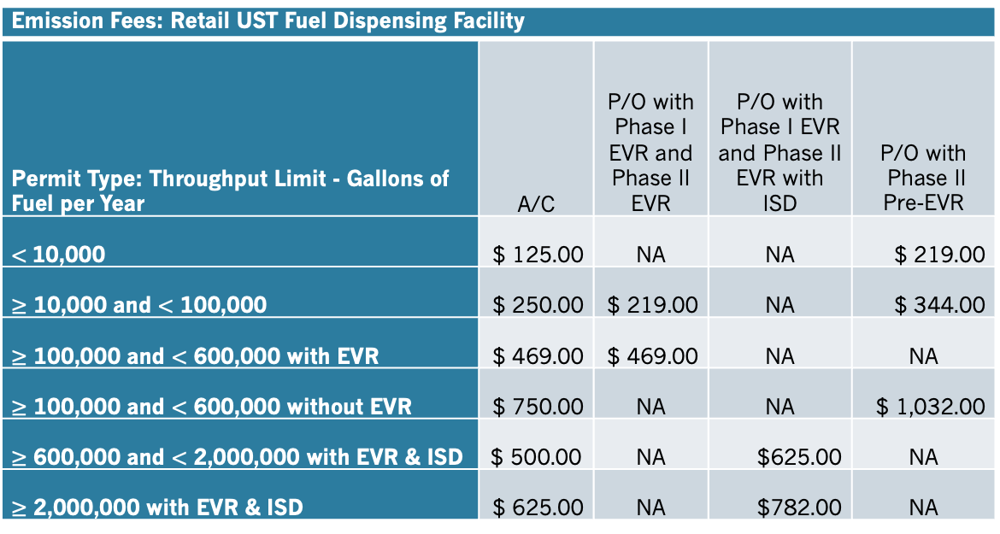 Emission Fees: Retail UST Fuel Dispensing Facility
Permit Type: Throughput Limit - Gallons of
Fuel per Year
A/C
P/O with
Phase I
EVR and
Phase II
EVR
P/O with
Phase I EVR
and Phase II
EVR with
ISD
P/O with
Phase II
Pre-EVR
< 10,000 $ 125.00 NA NA $ 219.00
≥ 10,000 and < 100,000 $ 250.00 $ 219.00 NA $ 344.00
≥ 100,000 and < 600,000 with EVR $ 469.00 $ 469.00 NA NA
≥ 100,000 and < 600,000 without EVR $ 750.00 NA NA $ 1,032.00
≥ 600,000 and < 2,000,000 with EVR & ISD $ 500.00 NA $625.00 NA
≥ 2,000,000 with EVR & ISD $ 625.00 NA $782.00 NA